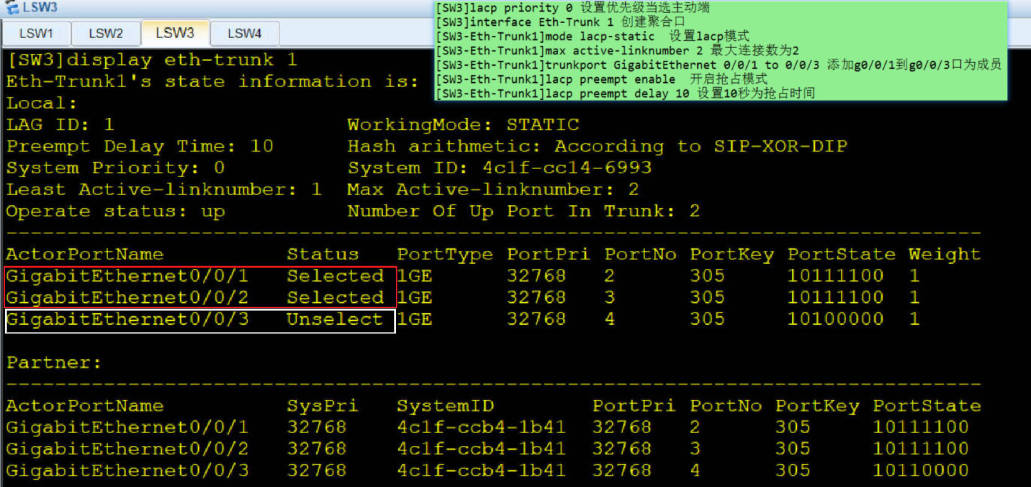 LSW3
LSW1 LSW2 LSW3 LSW4
[SW3]lacp priority 0 设置优先级当选主动端
[SW3]interface Eth-Trunk 1 创建聚合口
[SW3-Eth-Trunk1]mode lacp-static 设置lacp模式
[SW3-Eth-Trunk1]max active-linknumber 2 最大连接数为2
[SW3-Eth-Trunk1]trunkport GigabitEthernet 0/0/1 to 0/0/3 添加g0/0/1到g0/0/3口为成员
[SW3-Eth-Trunk1]lacp preempt enable 开启抢占模式
[SW3-Eth-Trunk1]lacp preempt delay 10 设置10秒为抢占时间
[SW3]display eth-trunk 1
Eth-Trunk1's state information is:
Local:
LAG ID: 1 WorkingMode: STATIC
Preempt Delay Time: 10 Hash arithmetic: According to SIP-XOR-DIP
System Priority: 0 System ID: 4c1f-cc14-6993
Least Active-linknumber: 1 Max Active-linknumber: 2
Operate status: up Number Of Up Port In Trunk: 2
--------------------------------------------------------------------------------
ActorPortName Status PortType PortPri PortNo PortKey PortState Weight
GigabitEthernet0/0/1 Selected 1GE 32768 2 305 10111100 1
GigabitEthernet0/0/2 Selected 1GE 32768 3 305 10111100 1
GigabitEthernet0/0/3 Unselect 1GE 32768 4 305 10100000 1
Partner:
--------------------------------------------------------------------------------
ActorPortName SysPri SystemID PortPri PortNo PortKey PortState
GigabitEthernet0/0/1 32768 4c1f-ccb4-1b41 32768 2 305 10111100
GigabitEthernet0/0/2 32768 4c1f-ccb4-1b41 32768 3 305 10111100
GigabitEthernet0/0/3 32768 4c1f-ccb4-1b41 32768 4 305 10110000